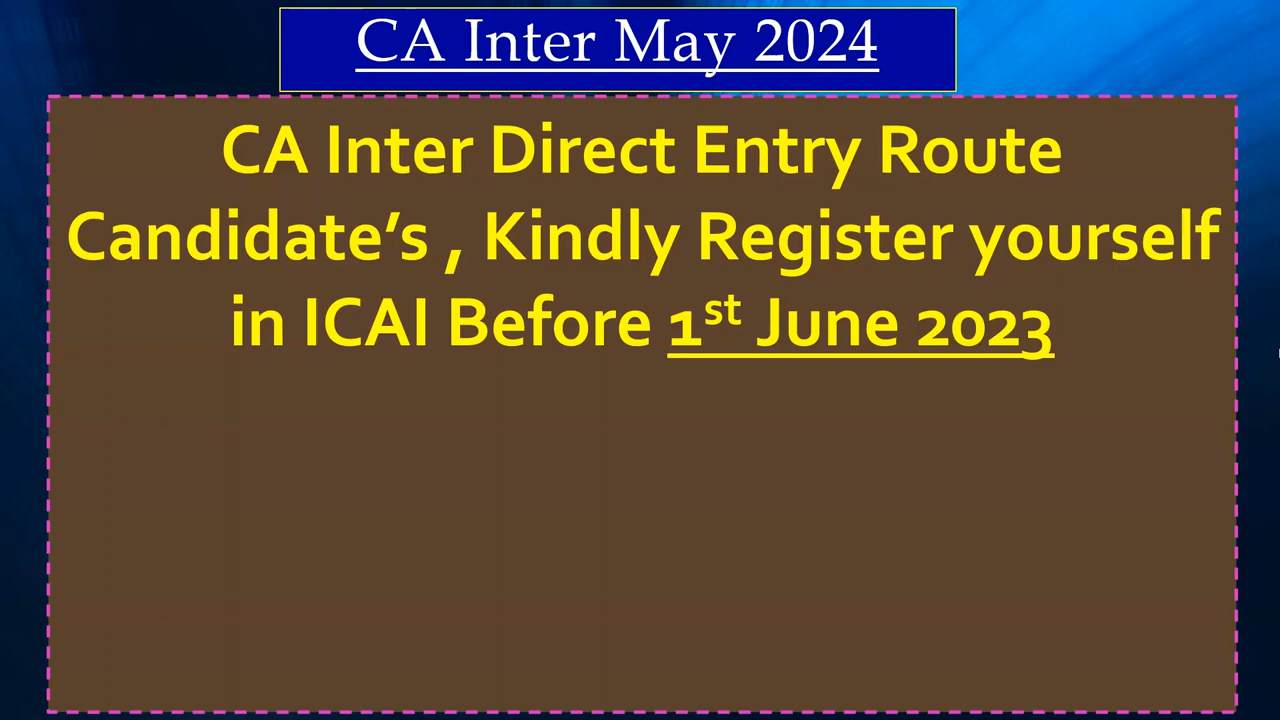 CA Inter May 2024
CA Inter Direct Entry Route
Candidate’s , Kindly Register yourself
in ICAI Before 1st June 2023